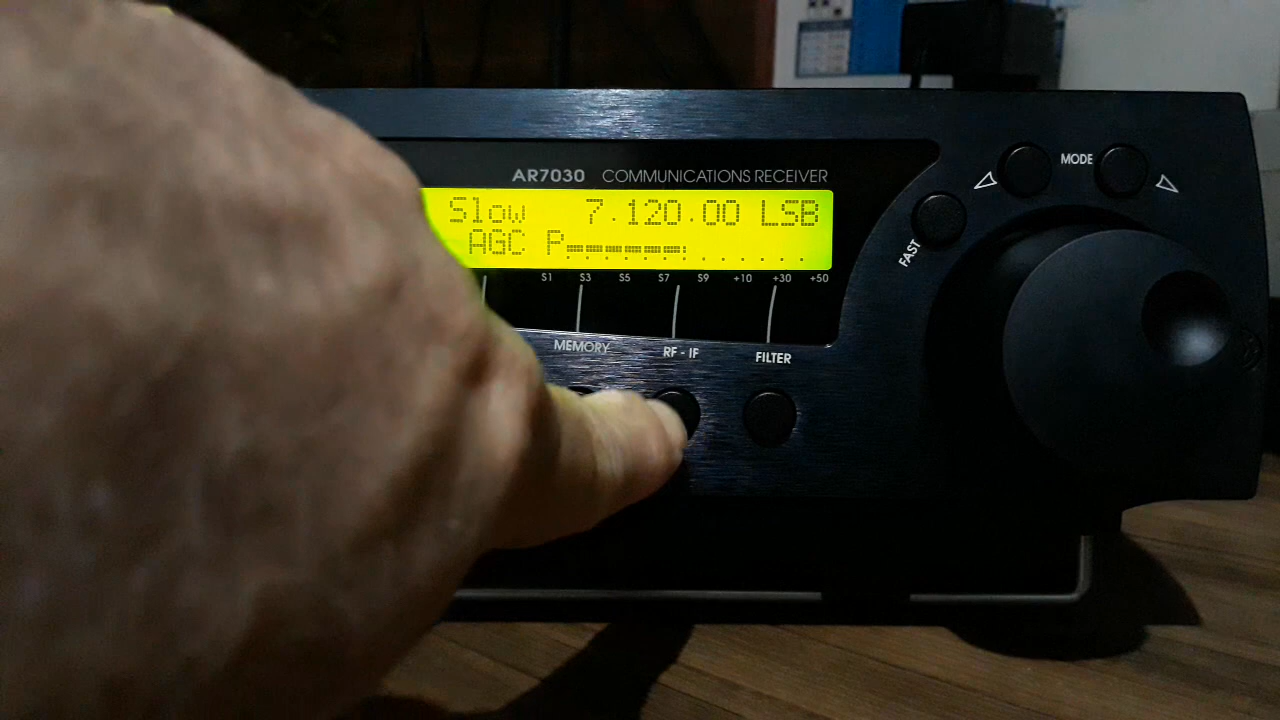 AR7030 COMMUNICATIONS RECEIVER
MODE
FAST
Slow 7.120.00 LSB
AGC P
S1 S3 S5 S7 S9 +10 +30 +50
MEMORY RF - IF FILTER